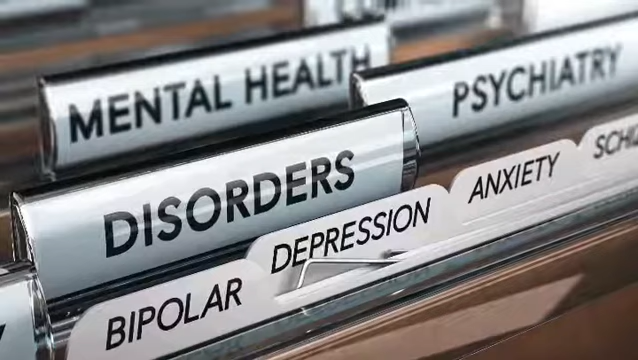 MENTAL HEALTH
PSYCHIATRY
DISORDERS
BIPOLAR
DEPRESSION
ANXIETY